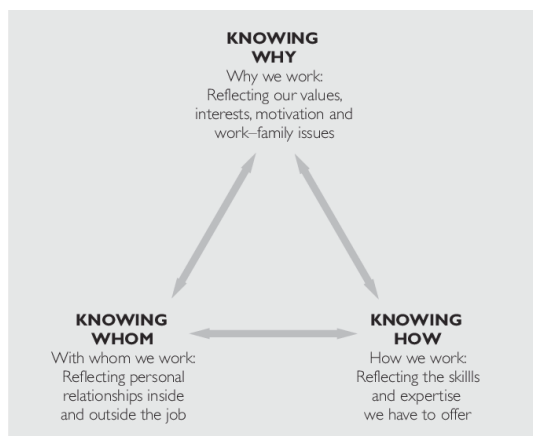 KNOWING
WHY
Why we work:
Reflecting our values,
interests, motivation and
work–family issues
KNOWING
WHOM
With whom we work:
Reflecting personal
relationships inside
and outside the job
KNOWING
HOW
How we work:
Reflecting the skillls
and expertise
we have to offer